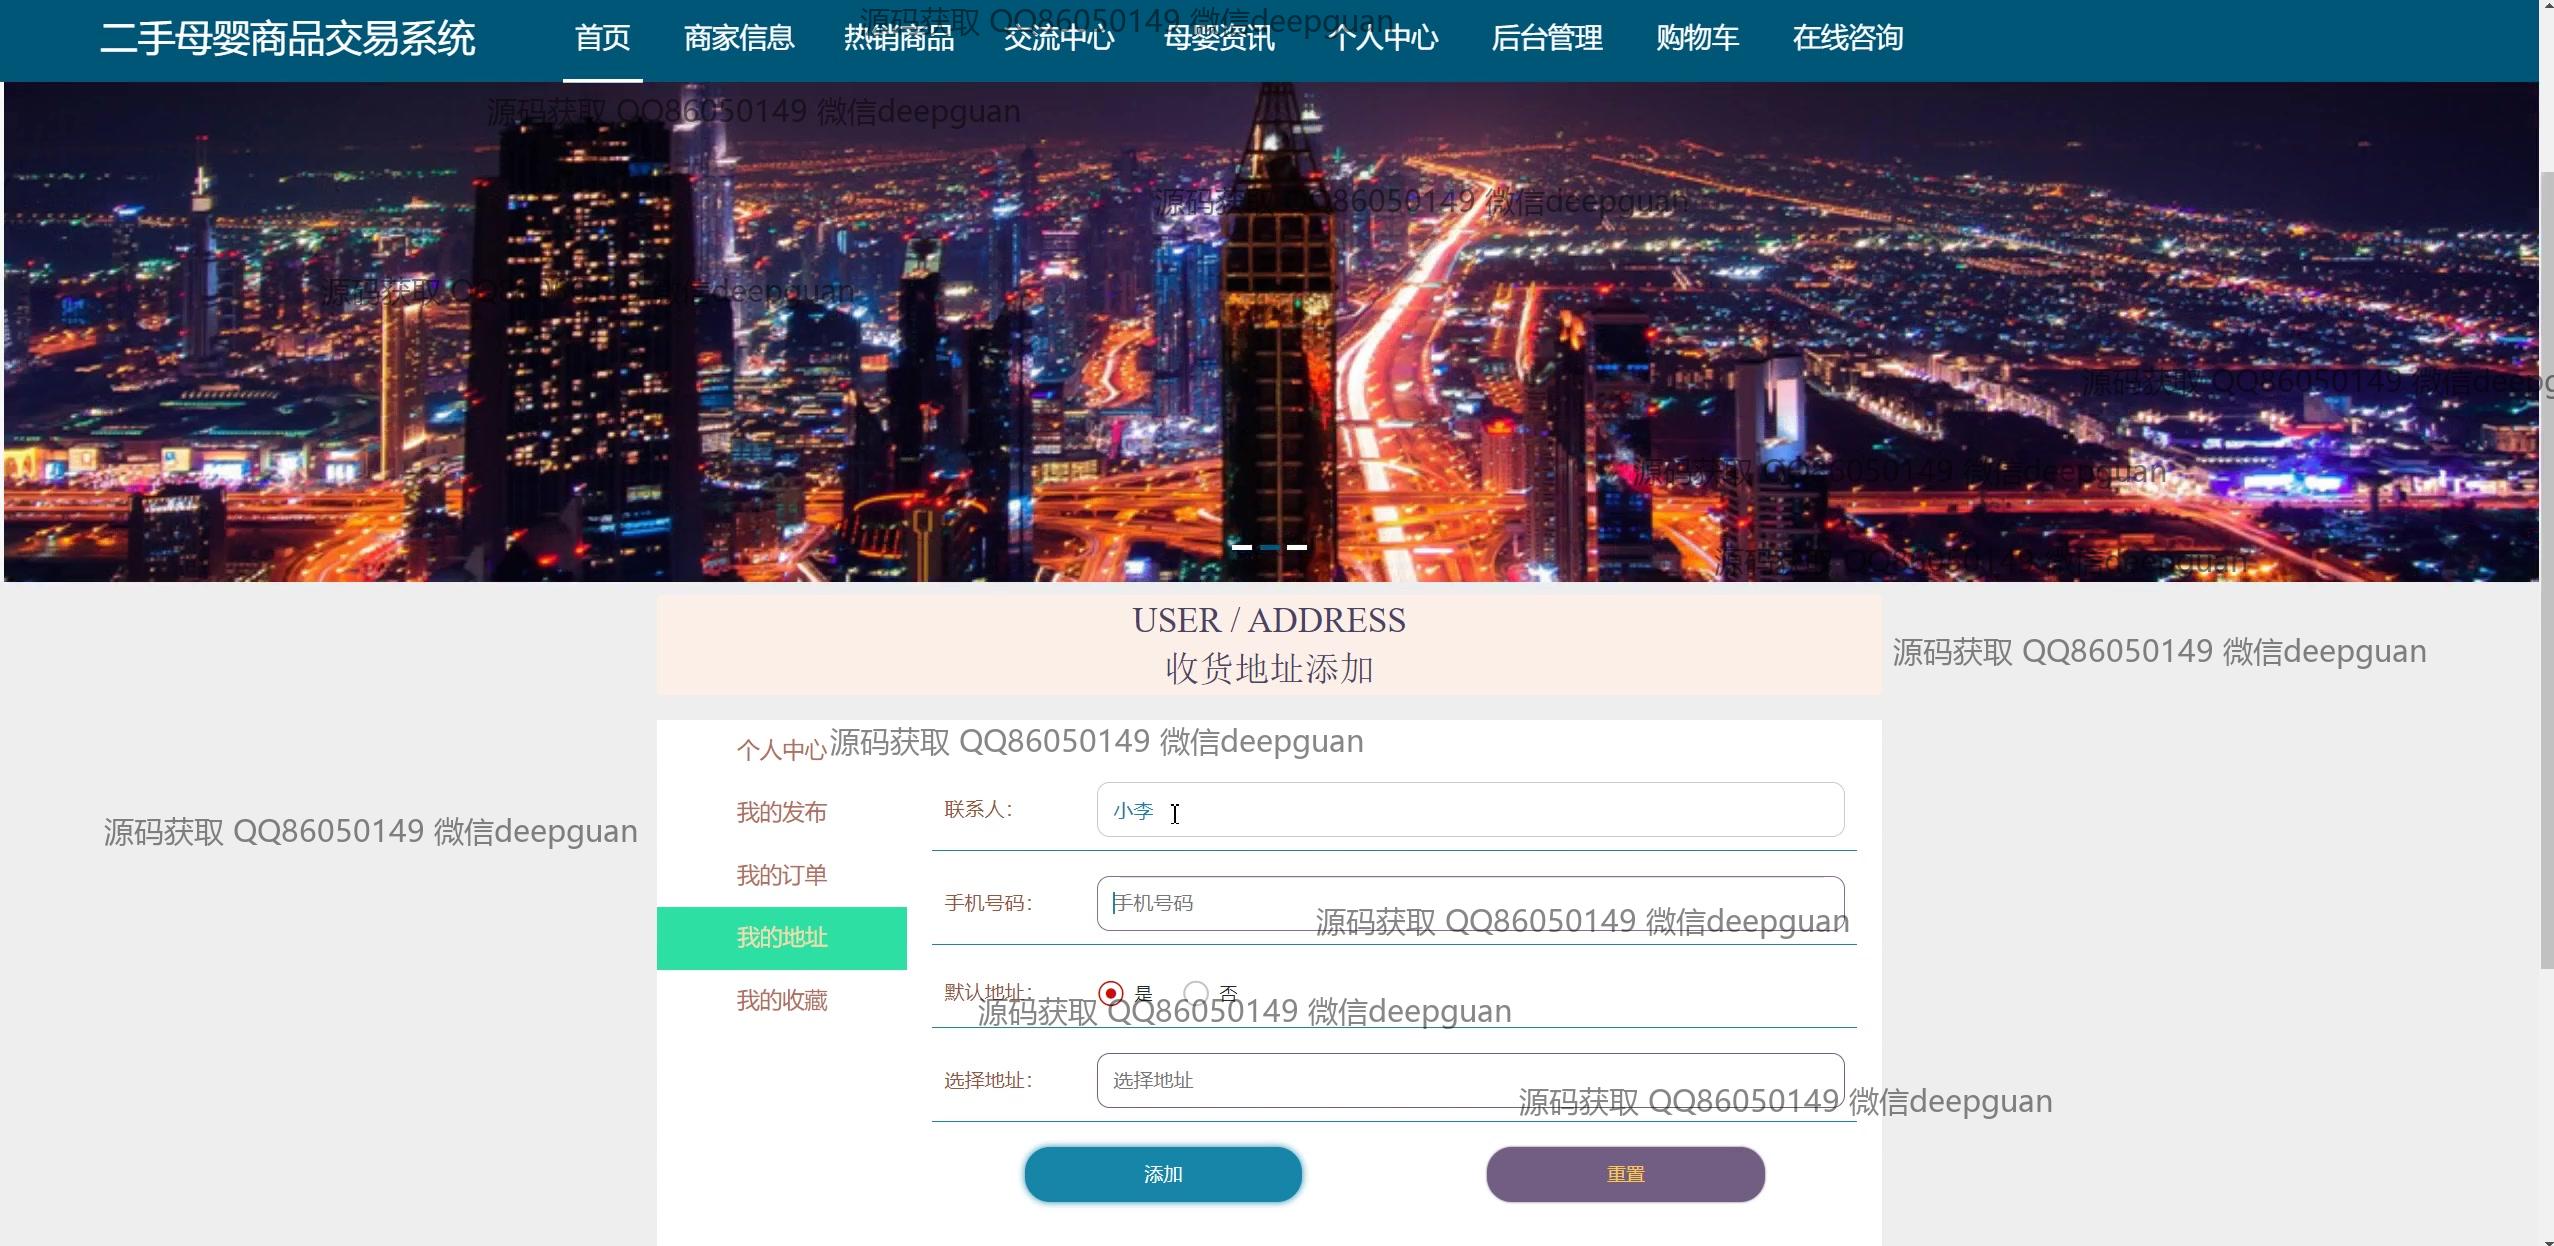 二手母婴商品交易系统 首页 商家信息 热销商品 交流中心 母婴资讯 个人中心 后台管理 购物车 在线咨询
源码获取 QQ86050149 微信deepguan
源码获取 QQ86050149 微信deepguan
源码获取 QQ86050149 微信deepguan
源码获取 QQ86050149 微信deepguan
源码获取 QQ86050149 微信deepg
源码获取 QQ86050149 微信deepguan
源码获取 QQ86050149 微信deepguan
USER / ADDRESS
收货地址添加
源码获取 QQ86050149 微信deepguan
个人中心
源码获取 QQ86050149 微信deepguan
我的发布
联系人：
小李
源码获取 QQ86050149 微信deepguan
我的订单
手机号码：
手机号码
源码获取 QQ86050149 微信deepguan
我的地址
默认地址：
是
否
我的收藏
源码获取 QQ86050149 微信deepguan
选择地址：
选择地址
源码获取 QQ86050149 微信deepguan
添加
重置